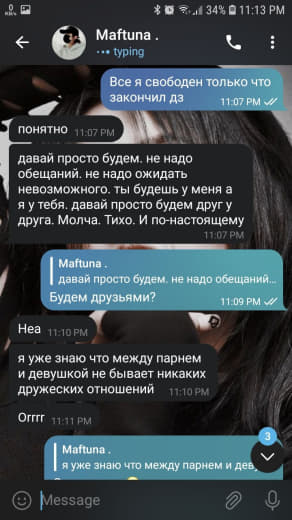 0
KB/s
34% 11:13 PM
Maftuna .
typing
Все я свободен только что
закончил дз
11:07 PM
понятно 11:07 PM
давай просто будем. не надо
обещаний. не надо ожидать
невозможного. ты будешь у меня а
я у тебя. давай просто будем друг у
друга. Молча. Тихо. И по-настоящему
11:07 PM
Maftuna .
давай просто будем. не надо обещаний...
Будем друзьями?
11:09 PM
Неа 11:10 PM
я уже знаю что между парнем
и девушкой не бывает никаких
дружеских отношений 11:10 PM
Orrrr 11:11 PM
3
Maftuna .
я уже знаю что между парнем и деву
Message